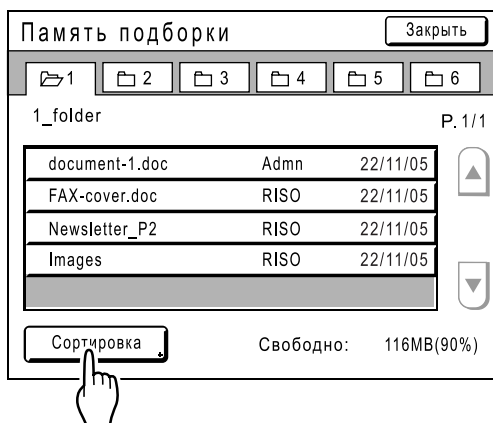 Память подборки Закрыть
1 2 3 4 5 6
1_folder P. 1/1
document-1.doc Admn 22/11/05
FAX-cover.doc RISO 22/11/05
Newsletter_P2 RISO 22/11/05
Images RISO 22/11/05
Сортировка Свободно: 116MB(90%)